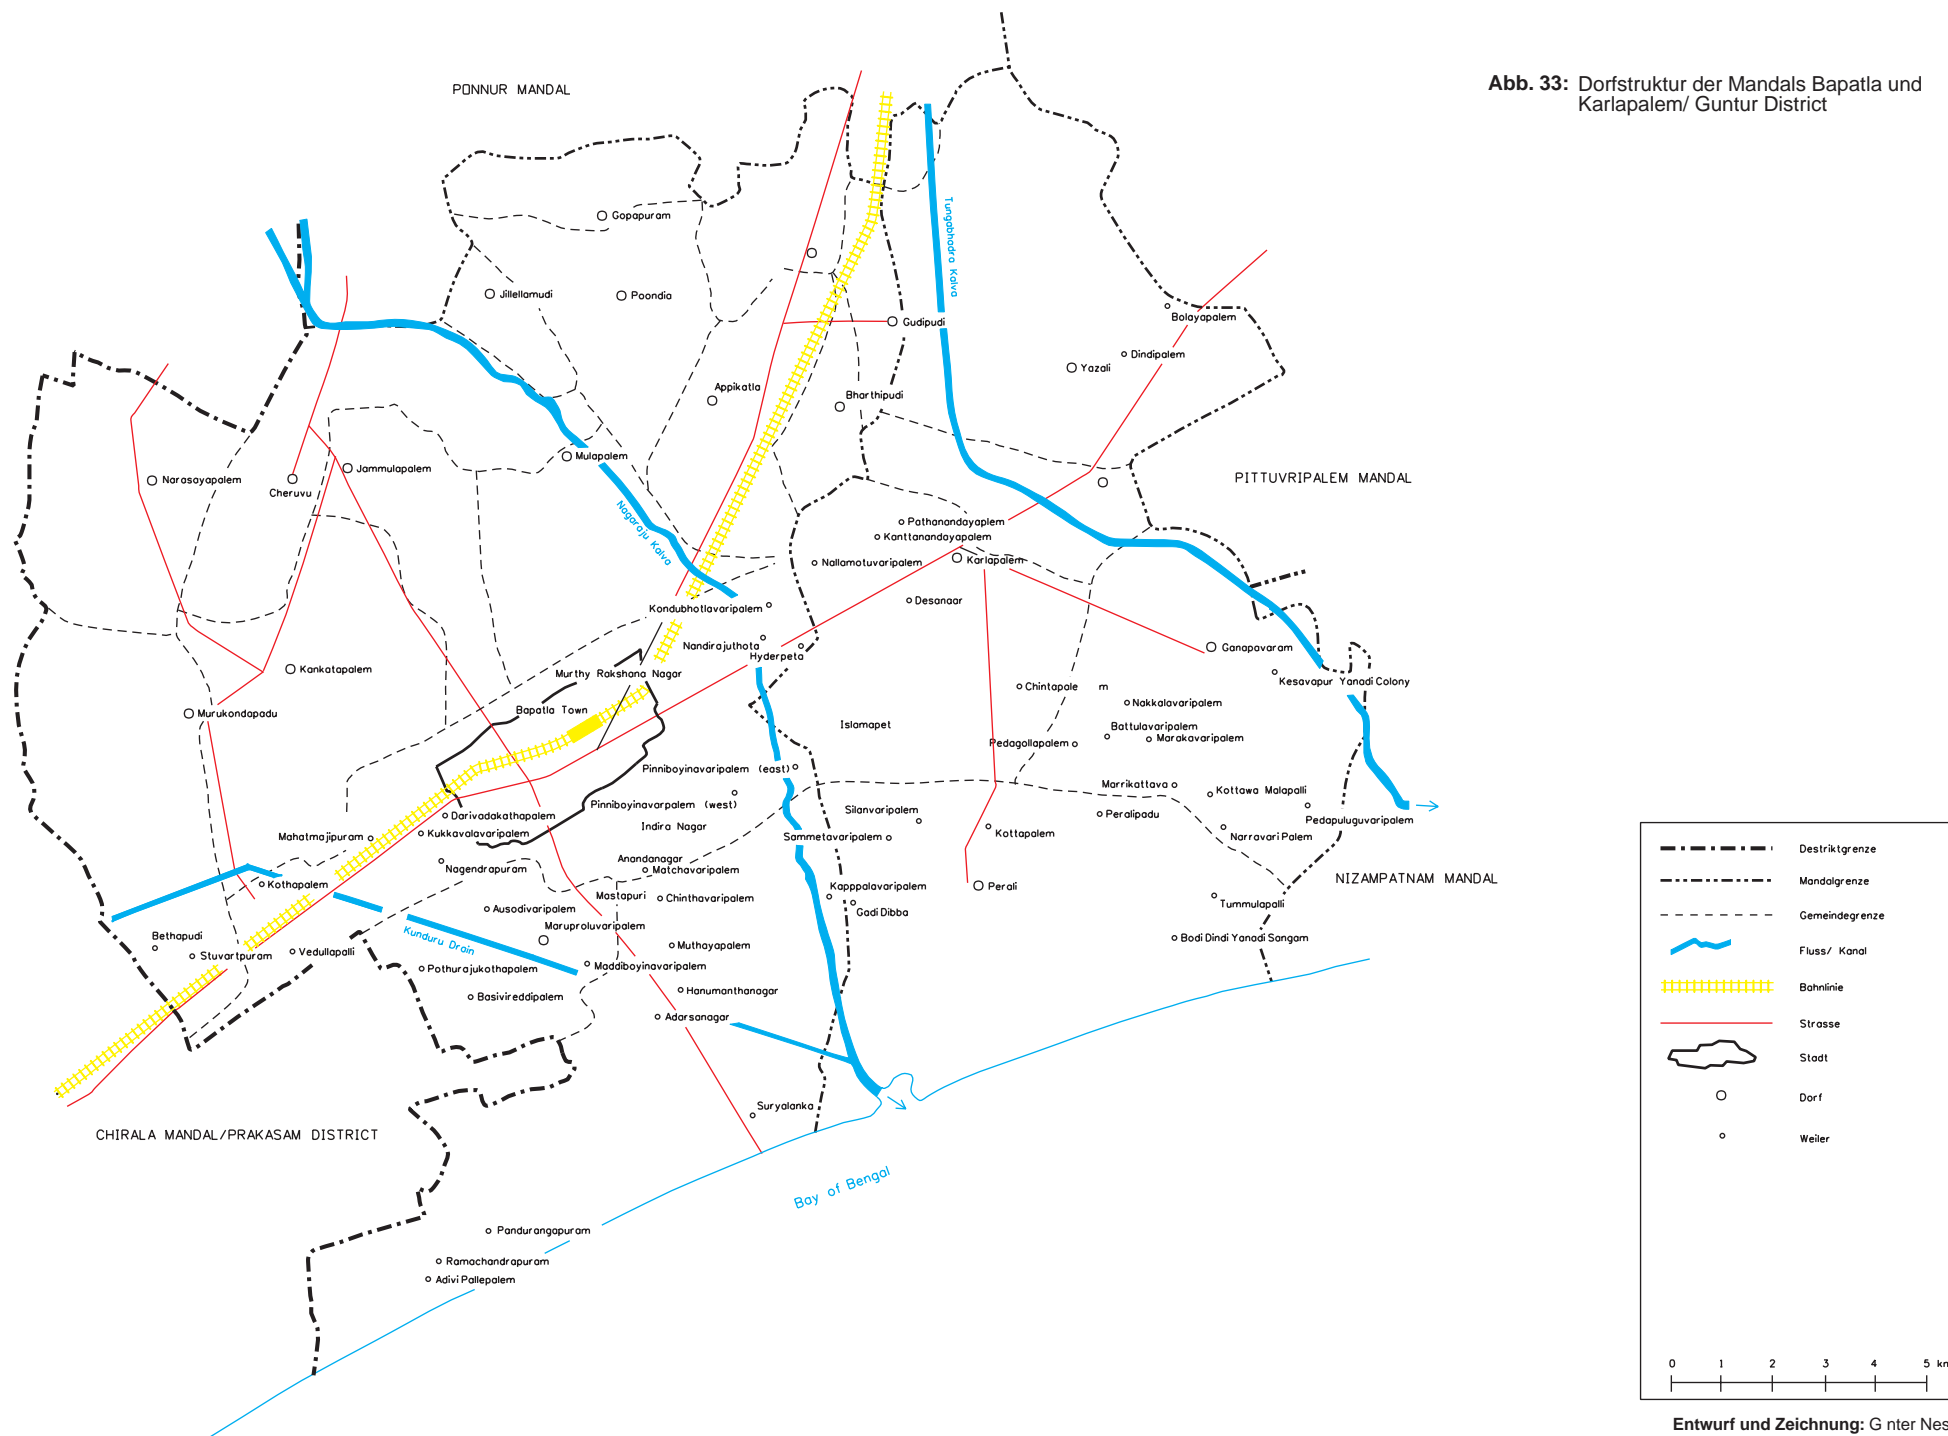 Abb. 33: Dorfstruktur der Mandals Bapatla und
Karlapalem/ Guntur District
PONNUR MANDAL
Gopapuram
Tungabhadra Kalva
Jillellamudi
Poondla
Gudipudi
Bolayapalem
Dindipalem
Yazali
Appikatla
Bharthipudi
Mulapalem
Jammulapalem
Narasayapalem
Cheruvu
PITTUVRIPALEM MANDAL
Nagaraju Kalva
Pathanandayaplem
Kanttanandayapalem
Nallamotuvaripalem
Karlapalem
Desanaar
Kondubhotlavaripalem
Nandirajuthota
Hyderpeta
Ganapavaram
Kankatapalem
Murthy Rakshana Nagar
Kesavapur Yanadi Colony
Chintapale m
Nakkalavaripalem
Murukondapadu
Bapatla Town
Islamapet
Battulavaripalem
Marakavaripalem
Pedagollapalem
Pinniboyinavaripalem (east)
Marrikattava
Kottawa Malapalli
Pinniboyinavarpalem (west)
Silanvaripalem
Peralipadu
Pedapuluguvaripalem
Darivadakathapalem
Indira Nagar
Mahatmajipuram
Kukkavalavaripalem
Sammetavaripalem
Kottapalem
Narravari Palem
Anandanagar
Nagendrapuram
Matchavaripalem
Kothapalem
Kapppalavaripalem
Perali
NIZAMPATNAM MANDAL
Mastapuri
Chinthavaripalem
Gadi Dibba
Tummulapalli
Ausodivaripalem
Maruproluvaripalem
Bethapudi
Kunduru Drain
Bodi Dindi Yanadi Sangam
Stuvartpuram
Vedullapalli
Muthayapalem
Pothurajukothapalem
Maddiboyinavaripalem
Basivireddipalem
Hanumanthanagar
Adarsanagar
Suryalanka
CHIRALA MANDAL/PRAKASAM DISTRICT
Bay of Bengal
Pandurangapuram
Ramachandrapuram
Adivi Pallepalem
Destriktgrenze
Mandalgrenze
Gemeindegrenze
Fluss/ Kanal
Bahnlinie
Strasse
Stadt
Dorf
Weiler
0 1 2 3 4 5 km
Entwurf und Zeichnung: G nter Nes